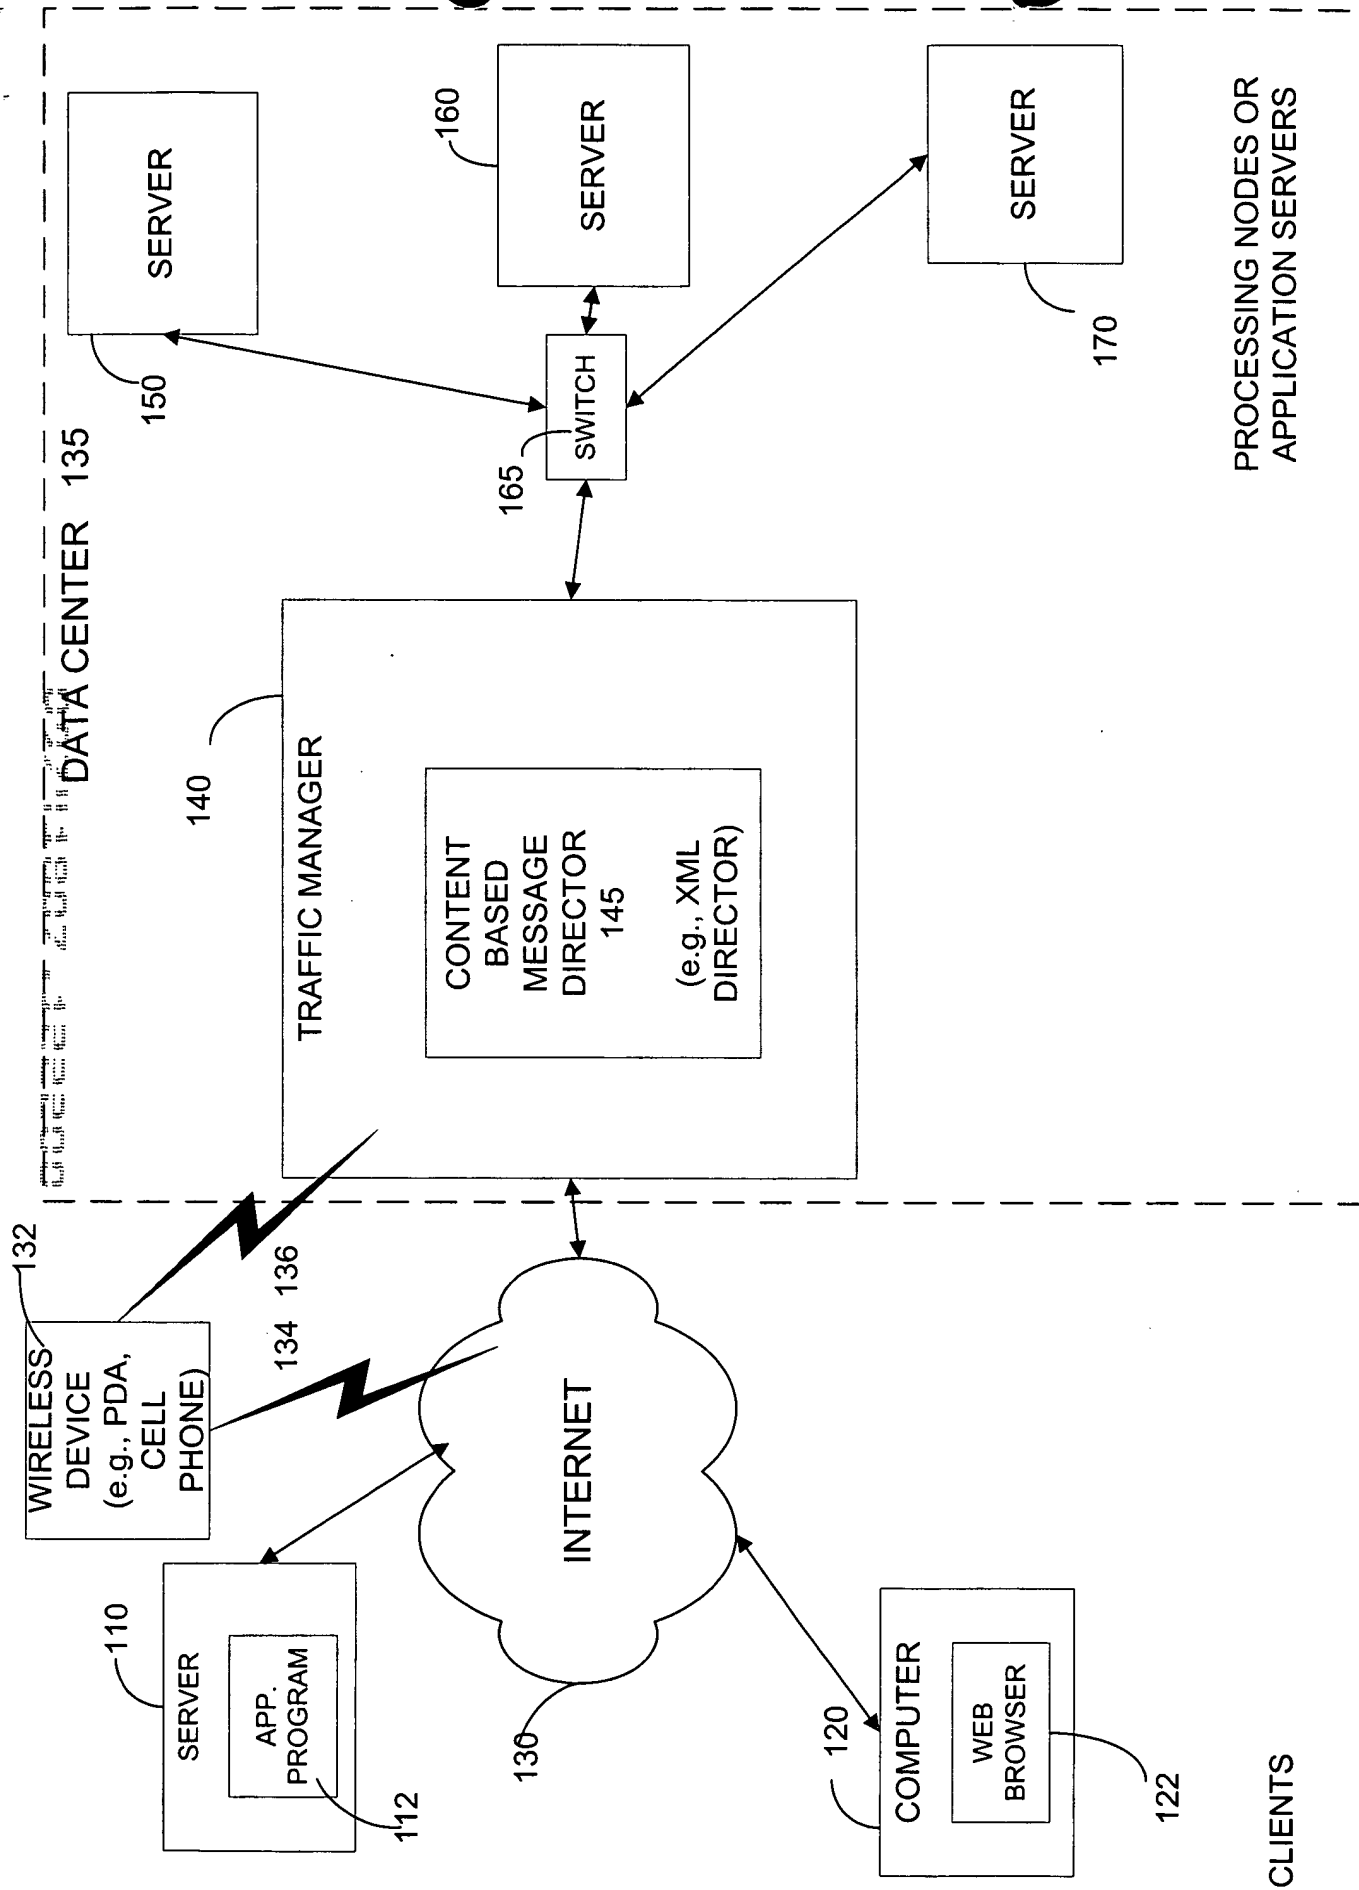 DATA CENTER 135
WIRELESS
DEVICE
(e.g., PDA,
CELL
PHONE)
132
134 136
110
SERVER
APP.
PROGRAM
112
INTERNET
130
120
COMPUTER
WEB
BROWSER
122
CLIENTS
140
TRAFFIC MANAGER
CONTENT
BASED
MESSAGE
DIRECTOR
145
(e.g., XML
DIRECTOR)
165
SWITCH
150
SERVER
160
SERVER
170
SERVER
PROCESSING NODES OR
APPLICATION SERVERS